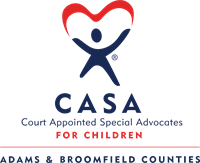 CASA
Court Appointed Special Advocates
FOR CHILDREN
ADAMS & BROOMFIELD COUNTIES